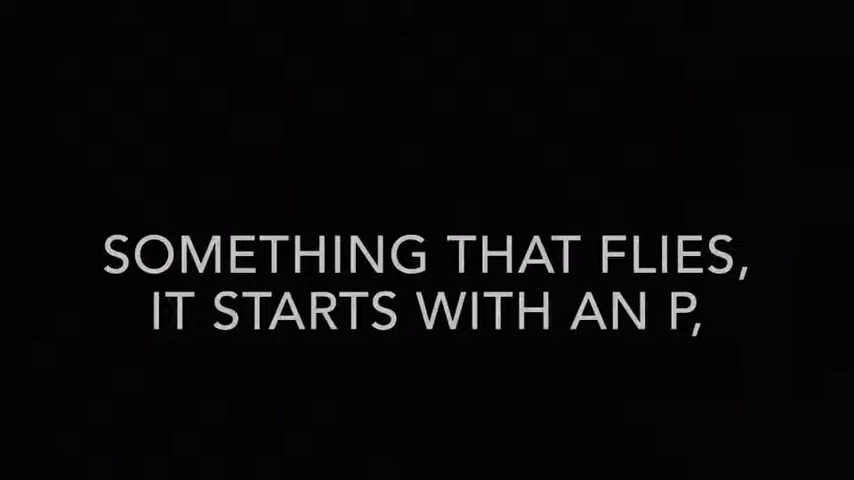 SOMETHING THAT FLIES,
IT STARTS WITH AN P,